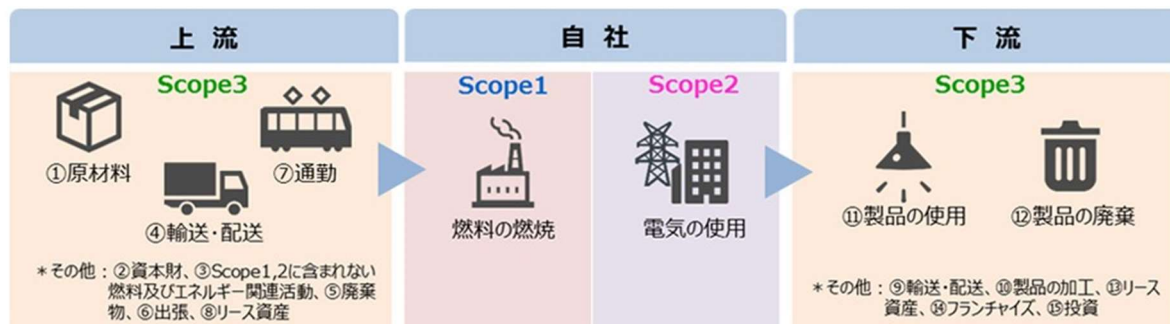 上 流
Scope3
①原材料
⑦通勤
④輸送・配送
＊その他：②資本財、③Scope1,2に含まれない
燃料及びエネルギー関連活動、⑤廃棄
物、⑥出張、⑧リース資産
自 社
Scope1
燃料の燃焼
Scope2
電気の使用
下 流
Scope3
⑪製品の使用
⑫製品の廃棄
＊その他：⑨輸送・配送、⑩製品の加工、⑬リース
資産、⑭フランチャイズ、⑮投資